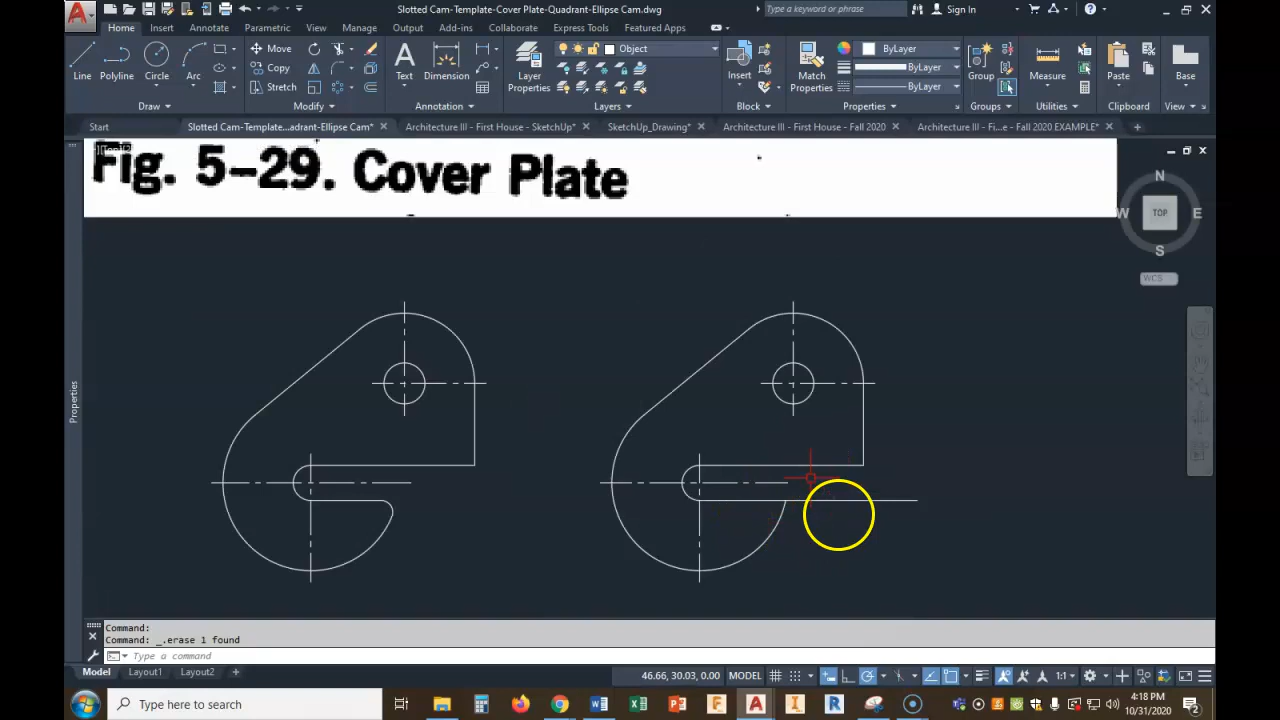 Slotted Cam-Template-Cover Plate-Quadrant-Ellipse Cam.dwg
Type a keyword or phrase
Sign In
Home Insert Annotate Parametric View Manage Output Add-ins Collaborate Express Tools Featured Apps
Line Polyline Circle Arc
Move
Copy
Stretch
Text Dimension
Layer Properties
Object
Insert
Match Properties
ByLayer
ByLayer
ByLayer
Group
Measure
Paste
Base
Draw Modify Annotation Layers Block Properties Groups Utilities Clipboard View
Start Slotted Cam-Template...adrant-Ellipse Cam* Architecture III - First House - SketchUp* SketchUp_Drawing* Architecture III - First House - Fall 2020 Architecture III - Fi...e - Fall 2020 EXAMPLE*
Fig. 5-29. Cover Plate
N
W TOP E
S
WCS
Properties
Command:
Command: _.erase 1 found
Type a command
Model Layout1 Layout2
46.66, 30.03, 0.00 MODEL
1:1
Type here to search
4:18 PM
10/31/2020